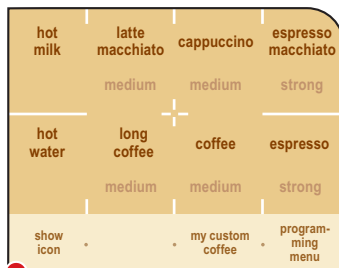 hot milk
latte macchiato
cappuccino
espresso macchiato
medium
medium
strong
hot water
long coffee
coffee
espresso
medium
medium
strong
show icon
my custom coffee
program-
ming
menu